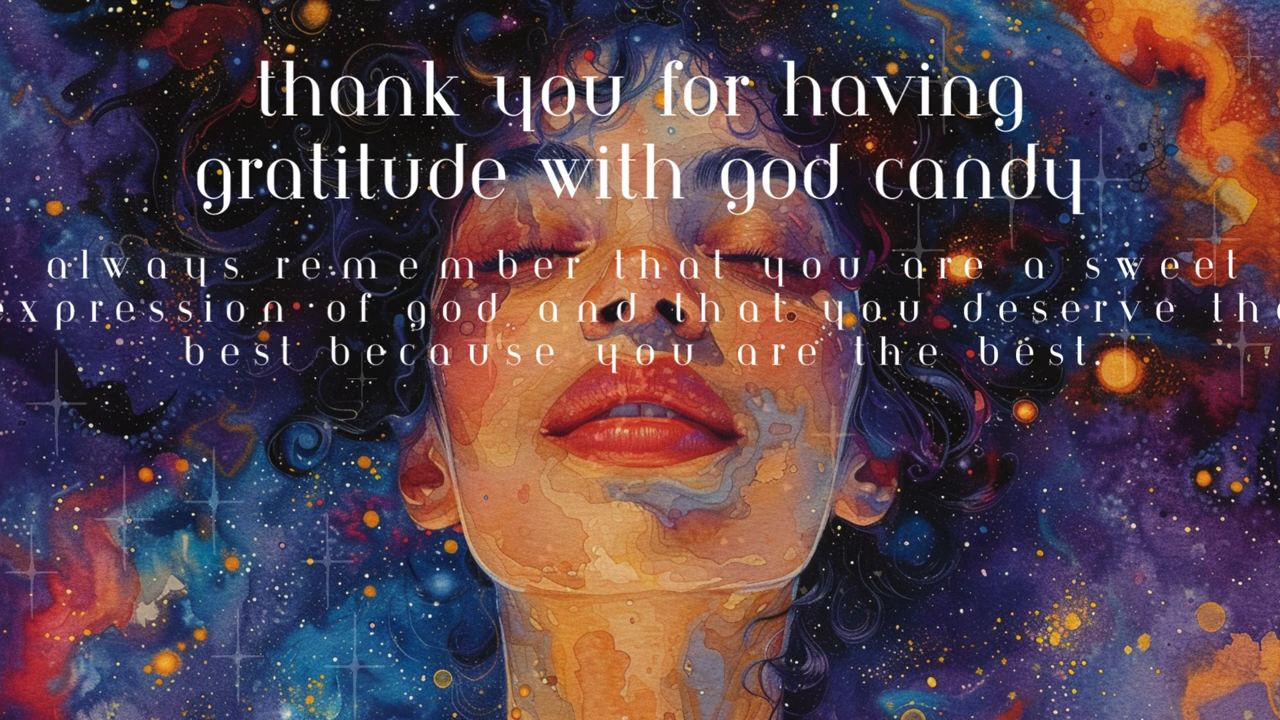 thank you for having
gratitude with god candy
always remember that you are a sweet
expression of god and that you deserve the
best because you are the best.